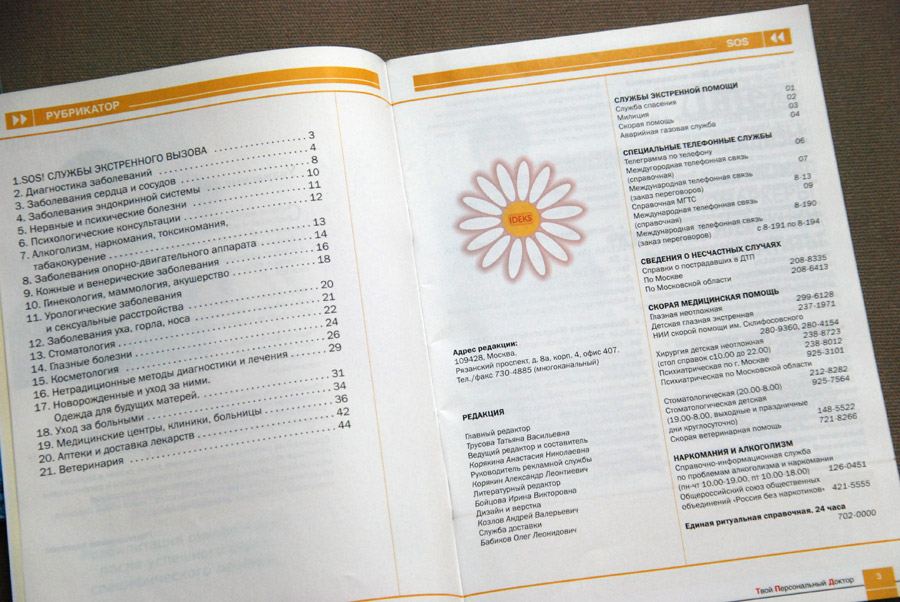 РУБРИКАТОР
1.SOS! СЛУЖБЫ ЭКСТРЕННОГО ВЫЗОВА 3
2. Диагностика заболеваний 4
3. Заболевания сердца и сосудов 8
4. Заболевания эндокринной системы 10
5. Нервные и психические болезни 11
6. Психологические консультации 12
7. Алкоголизм, наркомания, токсикомания,
табакокурение 13
8. Заболевания опорно-двигательного аппарата 14
9. Кожные и венерические заболевания 16
10. Гинекология, маммология, акушерство 18
11. Урологические заболевания
и сексуальные расстройства 20
12. Заболевания уха, горла, носа 21
13. Стоматология 22
14. Глазные болезни 24
15. Косметология 26
16. Нетрадиционные методы диагностики и лечения 29
17. Новорожденные и уход за ними.
Одежда для будущих матерей. 31
18. Уход за больными 34
19. Медицинские центры, клиники, больницы 36
20. Аптеки и доставка лекарств 42
21. Ветеринария 44
SOS
IDEKS
Адрес редакции:
109428, Москва,
Рязанский проспект, д. 8а, корп. 4, офис 407.
Тел./факс 730-4885 (многоканальный)
РЕДАКЦИЯ
Главный редактор
Трусова Татьяна Васильевна
Ведущий редактор и составитель
Корякина Анастасия Николаевна
Руководитель рекламной службы
Корякин Александр Леонтиевич
Литературный редактор
Бойцова Ирина Викторовна
Дизайн и верстка
Козлов Андрей Валерьевич
Служба доставки
Бабиков Олег Леонидович
СЛУЖБЫ ЭКСТРЕННОЙ ПОМОЩИ
Служба спасения 01
Милиция 02
Скорая помощь 03
Аварийная газовая служба 04
СПЕЦИАЛЬНЫЕ ТЕЛЕФОННЫЕ СЛУЖБЫ
Телеграмма по телефону 06
Междугородная телефонная связь
(справочная) 07
Международная телефонная связь
(заказ переговоров) 8-13
Справочная МГТС 09
Международная телефонная связь
(справочная) 8-190
Международная телефонная связь
(заказ переговоров) с 8-191 по 8-194
СВЕДЕНИЯ О НЕСЧАСТНЫХ СЛУЧАЯХ
Справки о пострадавших в ДТП
По Москве 208-8335
По Московской области 208-6413
СКОРАЯ МЕДИЦИНСКАЯ ПОМОЩЬ
Глазная неотложная 299-6128
Детская глазная экстренная 237-1971
НИИ скорой помощи им. Склифосовского
280-9360, 280-4154
Хирургия детская неотложная 238-8723
(стол справок с10.00 до 22.00) 238-8012
Психиатрическая по г. Москве 925-3101
Психиатрическая по Московской области
212-8282
Стоматологическая (20.00-8.00) 925-7564
Стоматологическая детская
(19.00-8.00, выходные и праздничные
дни круглосуточно) 148-5522
Скорая ветеринарная помощь 721-8266
НАРКОМАНИЯ И АЛКОГОЛИЗМ
Справочно-информационная служба
по проблемам алкоголизма и наркомании
(пн-чт 10.00-19.00, пт 10.00-18.00) 126-0451
Общероссийский союз общественных
объединений «Россия без наркотиков» 421-5555
Единая ритуальная справочная, 24 часа
702-0000
Твой Персональный Доктор
3